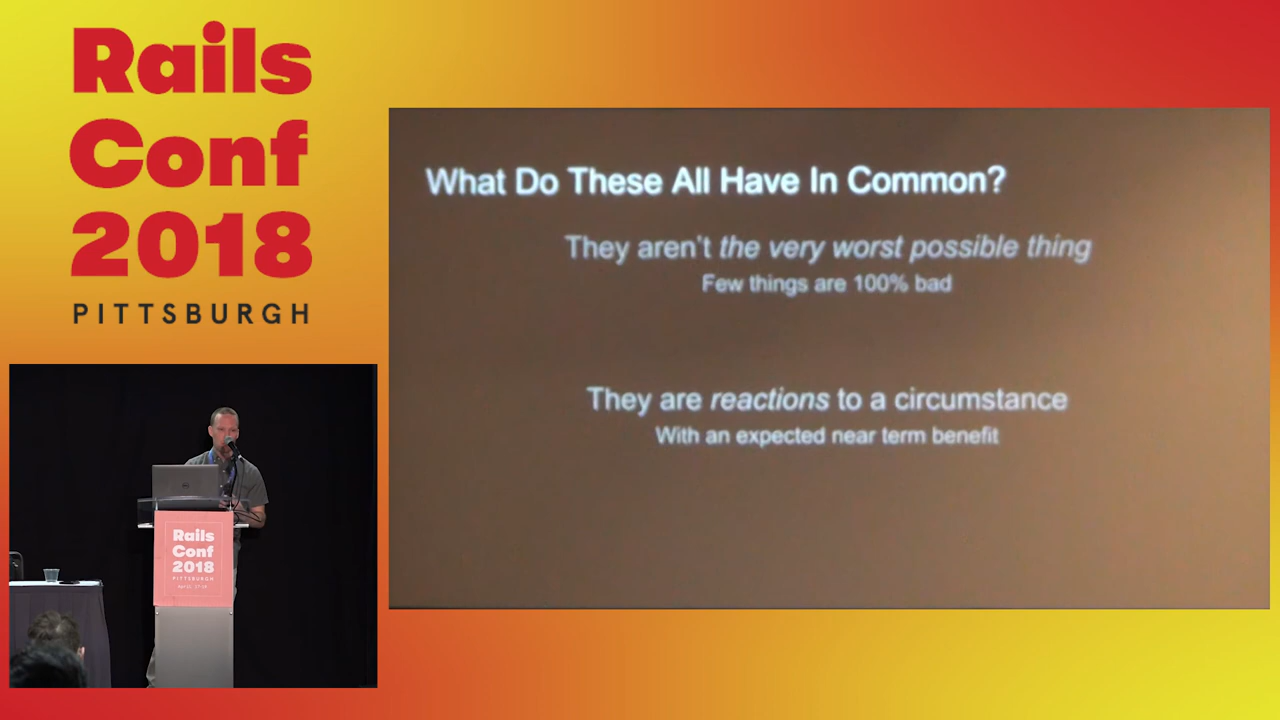 Rails
Conf
2018
PITTSBURGH
What Do These All Have In Common?
They aren't the very worst possible thing
Few things are 100% bad
They are reactions to a circumstance
With an expected near term benefit
Rails
Conf
2018
PITTSBURGH